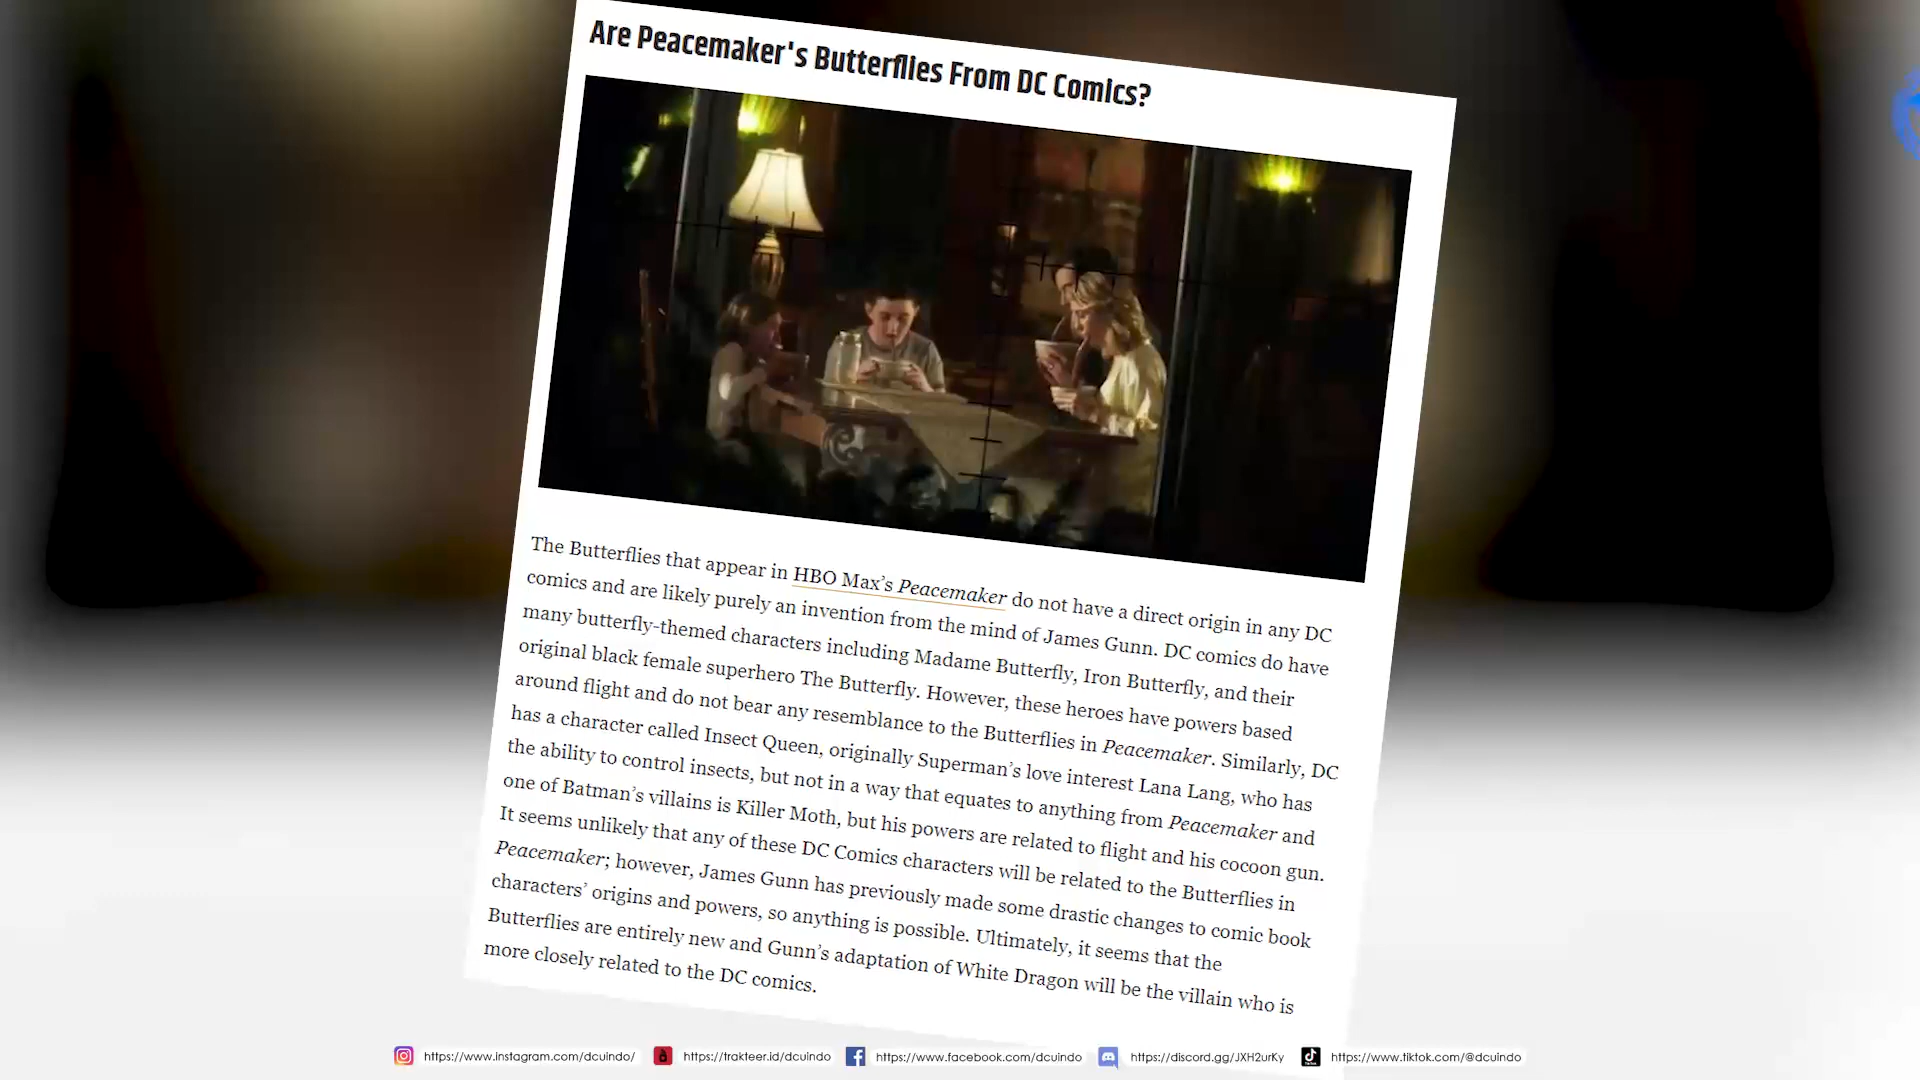 Are Peacemaker's Butterflies From DC Comics?
The Butterflies that appear in HBO Max’s Peacemaker do not have a direct origin in any DC
comics and are likely purely an invention from the mind of James Gunn. DC comics do have
many butterfly-themed characters including Madame Butterfly, Iron Butterfly, and their
original black female superhero The Butterfly. However, these heroes have powers based
around flight and do not bear any resemblance to the Butterflies in Peacemaker. Similarly, DC
has a character called Insect Queen, originally Superman’s love interest Lana Lang, who has
the ability to control insects, but not in a way that equates to anything from Peacemaker and
one of Batman’s villains is Killer Moth, but his powers are related to flight and his cocoon gun.
It seems unlikely that any of these DC Comics characters will be related to the Butterflies in
Peacemaker; however, James Gunn has previously made some drastic changes to comic book
characters’ origins and powers, so anything is possible. Ultimately, it seems that the
Butterflies are entirely new and Gunn’s adaptation of White Dragon will be the villain who is
more closely related to the DC comics.
https://www.instagram.com/dcuindo/ https://trakteer.id/dcuindo https://www.facebook.com/dcuindo https://discord.gg/JXH2urKy https://www.tiktok.com/@dcuindo